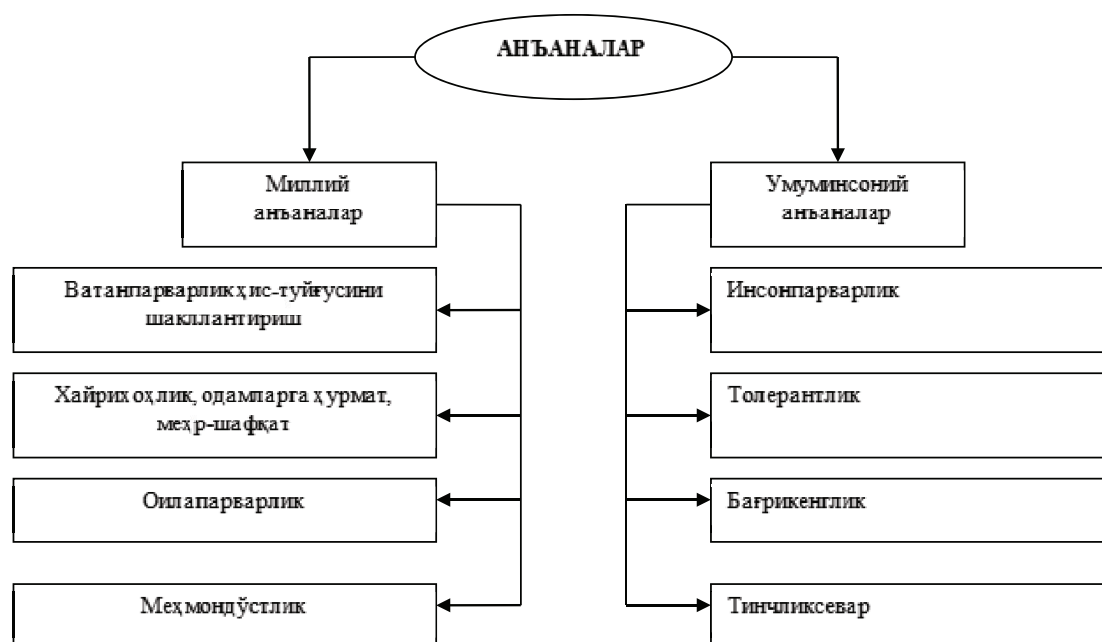 АНЪАНАЛАР
Миллий
анъаналар
Умуминсоний
анъаналар
Ватанпарварлик ҳис-туйғусини
шакллантириш
Инсонпарварлик
Хайрихоҳлик, одамларга ҳурмат,
меҳр-шафқат
Толерантлик
Оилапарварлик
Бағрикенглик
Меҳмондўстлик
Тинчликсевар